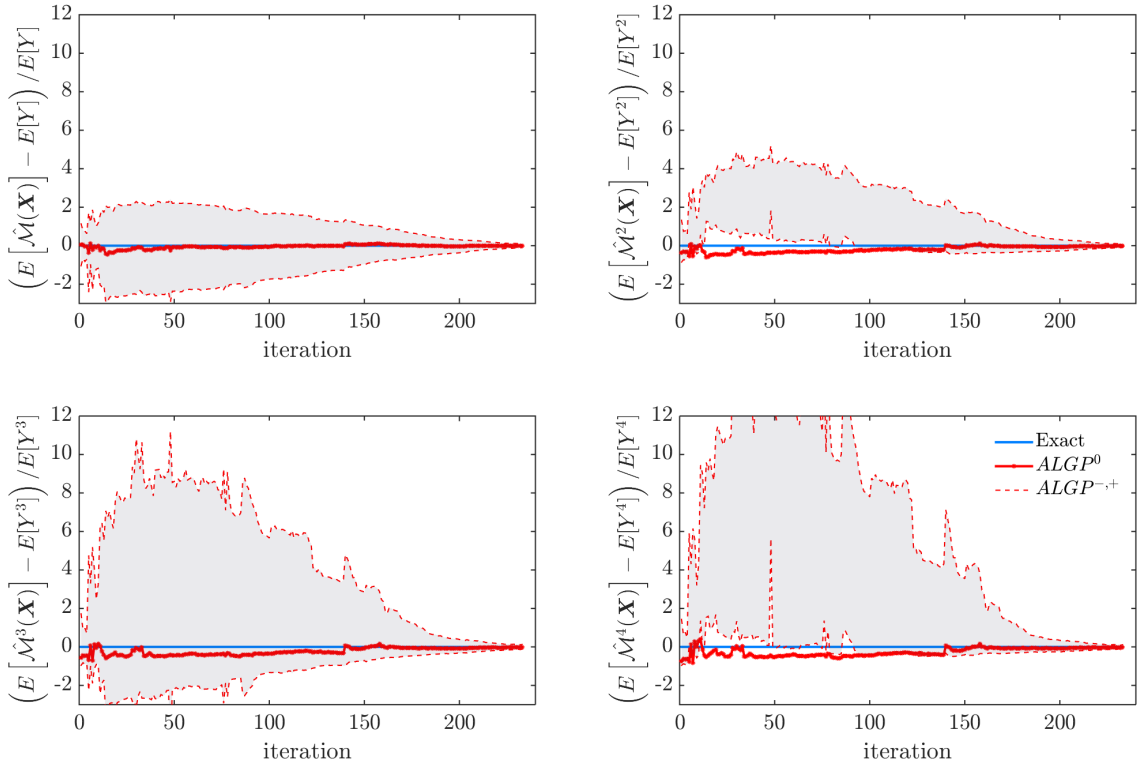 12
10
8
6
4
2
0
-2
0 50 100 150 200
iteration
(E [M̂(X)] − E[Y]) /E[Y]
12
10
8
6
4
2
0
-2
0 50 100 150 200
iteration
(E [M̂²(X)] − E[Y²]) /E[Y²]
12
10
8
6
4
2
0
-2
0 50 100 150 200
iteration
(E [M̂³(X)] − E[Y³]) /E[Y³]
12
10
8
6
4
2
0
-2
0 50 100 150 200
iteration
(E [M̂⁴(X)] − E[Y⁴]) /E[Y⁴]
Exact
ALGP⁰
ALGP⁻,⁺